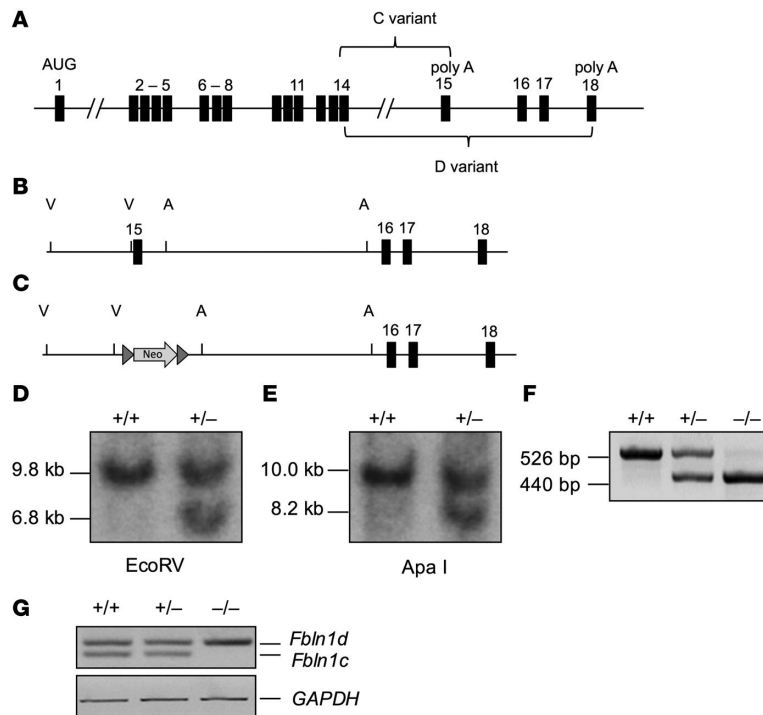 A
C variant
AUG
poly A
poly A
1
2 – 5
6 – 8
11
14
15
16
17
18
D variant
B
V
V
A
A
15
16
17
18
C
V
V
A
A
Neo
16
17
18
D
+/+
+/–
9.8 kb
6.8 kb
EcoRV
E
+/+
+/–
10.0 kb
8.2 kb
Apa I
F
+/+
+/–
–/–
526 bp
440 bp
G
+/+
+/–
–/–
Fbln1d
Fbln1c
GAPDH